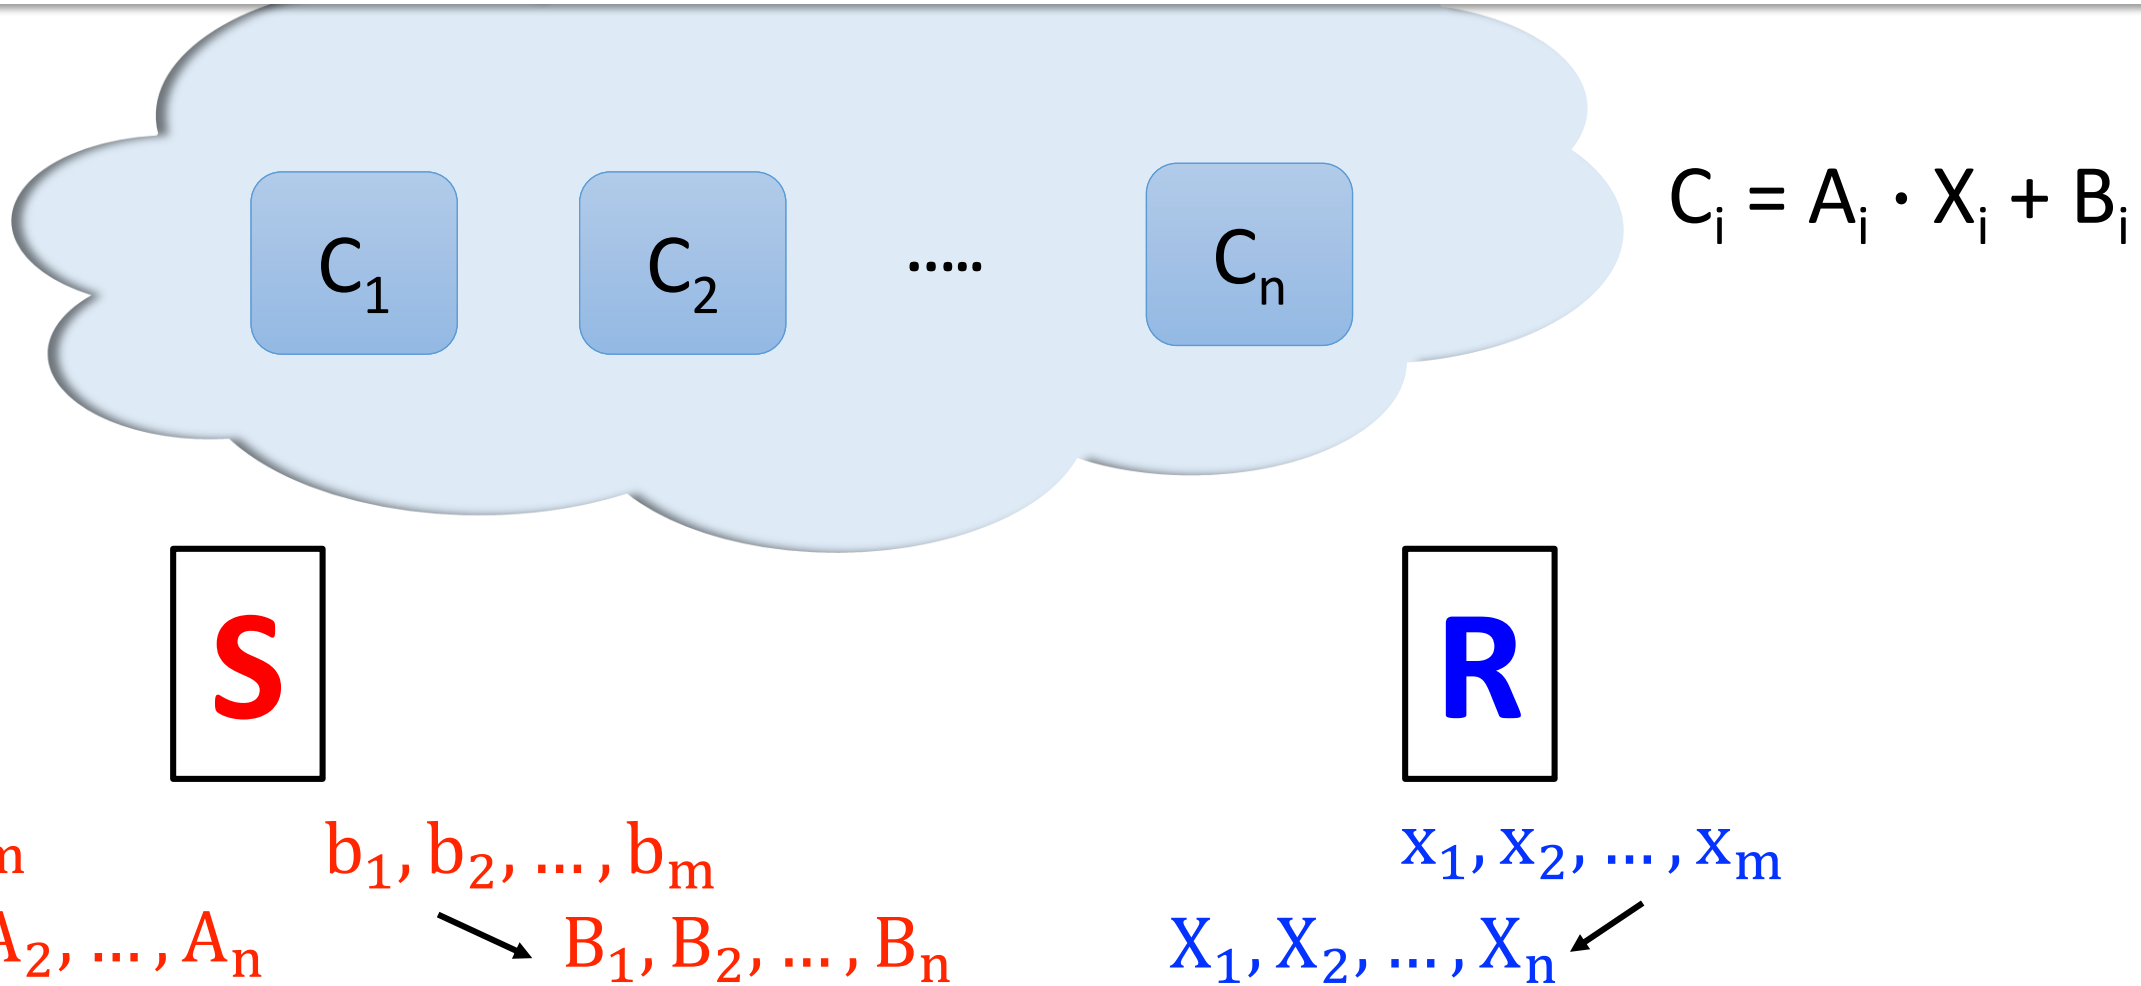 C₁ C₂ ..... Cₙ
Cᵢ = Aᵢ · Xᵢ + Bᵢ
S R
m b₁, b₂, ..., bₘ x₁, x₂, ..., xₘ
A₂, ..., Aₙ B₁, B₂, ..., Bₙ X₁, X₂, ..., Xₙ